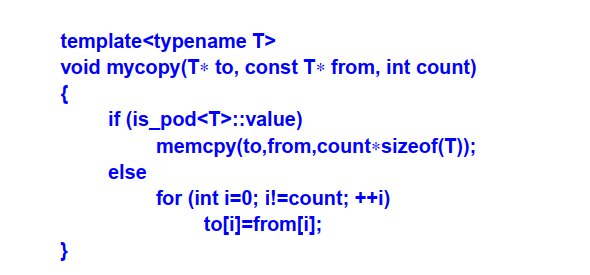 template<typename T>
void mycopy(T* to, const T* from, int count)
{
if (is_pod<T>::value)
memcpy(to,from,count*sizeof(T));
else
for (int i=0; i!=count; ++i)
to[i]=from[i];
}